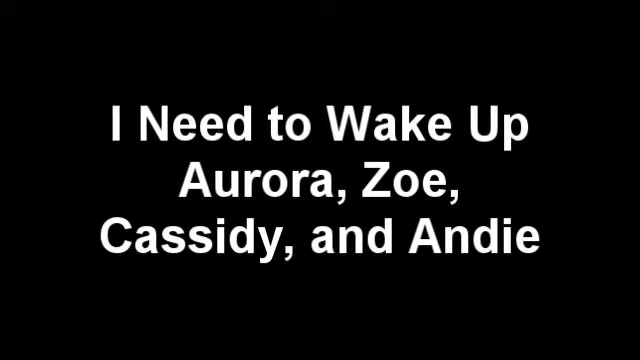 I Need to Wake Up
Aurora, Zoe,
Cassidy, and Andie